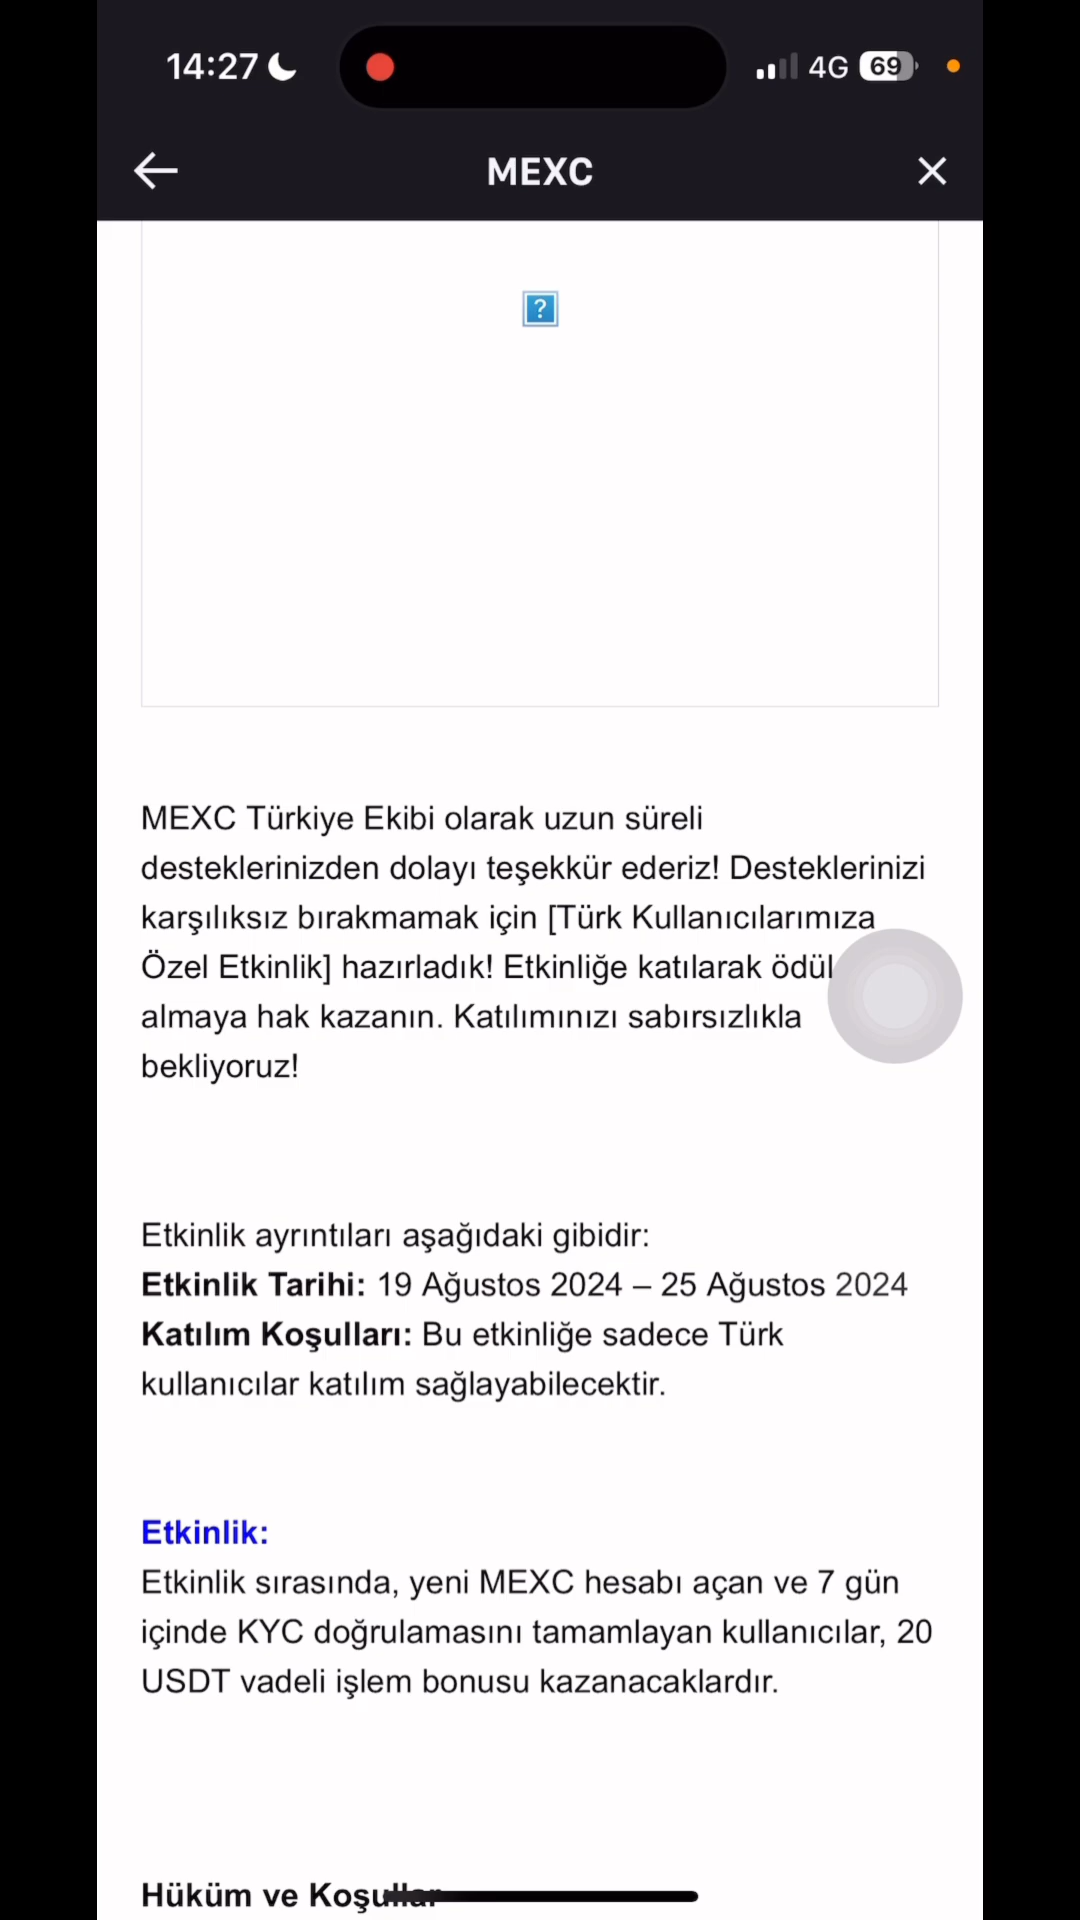 14:27
4G
69
MEXC
?
MEXC Türkiye Ekibi olarak uzun süreli
desteklerinizden dolayı teşekkür ederiz! Desteklerinizi
karşılıksız bırakmamak için [Türk Kullanıcılarımıza
Özel Etkinlik] hazırladık! Etkinliğe katılarak ödül
almaya hak kazanın. Katılımınızı sabırsızlıkla
bekliyoruz!
Etkinlik ayrıntıları aşağıdaki gibidir:
Etkinlik Tarihi: 19 Ağustos 2024 – 25 Ağustos 2024
Katılım Koşulları: Bu etkinliğe sadece Türk
kullanıcılar katılım sağlayabilecektir.
Etkinlik:
Etkinlik sırasında, yeni MEXC hesabı açan ve 7 gün
içinde KYC doğrulamasını tamamlayan kullanıcılar, 20
USDT vadeli işlem bonusu kazanacaklardır.
Hüküm ve Koşullar